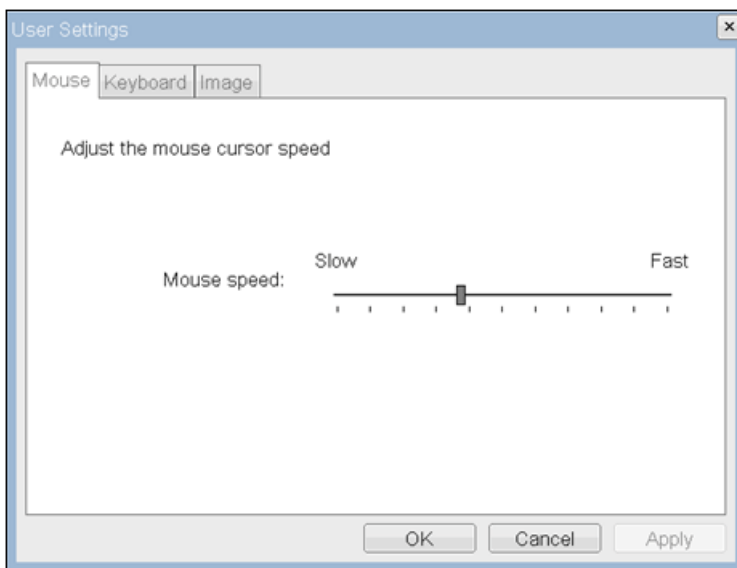 User Settings
Mouse Keyboard Image
Adjust the mouse cursor speed
Slow Fast
Mouse speed:
OK Cancel Apply